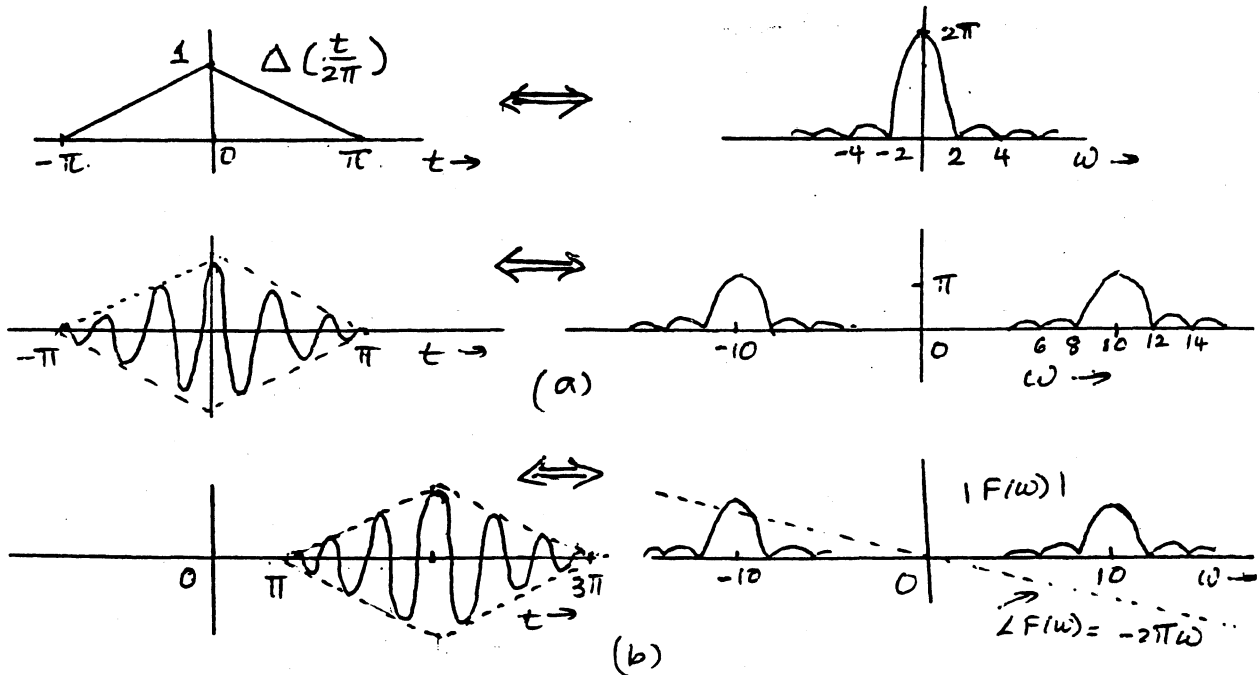 1 Δ(t/2π) ⟺ 2π
-π 0 π t → -4 -2 2 4 ω →
⟺ π
-π π t → -10 0 6 8 10 12 14
(a) ω →
⟺ |F(ω)|
0 π 3π -10 0 10 ω →
t → ∠F(ω) = -2πω
(b)